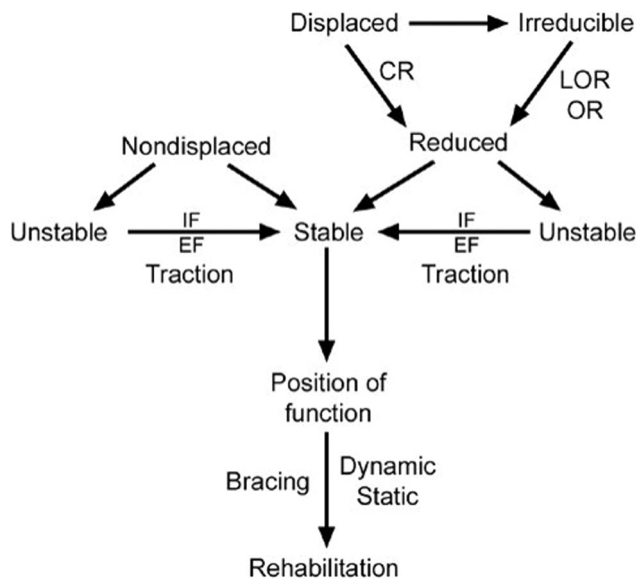 Displaced
Irreducible
CR
LOR
OR
Nondisplaced
Reduced
Unstable
IF
EF
Traction
Stable
IF
EF
Traction
Unstable
Position of
function
Bracing
Dynamic
Static
Rehabilitation